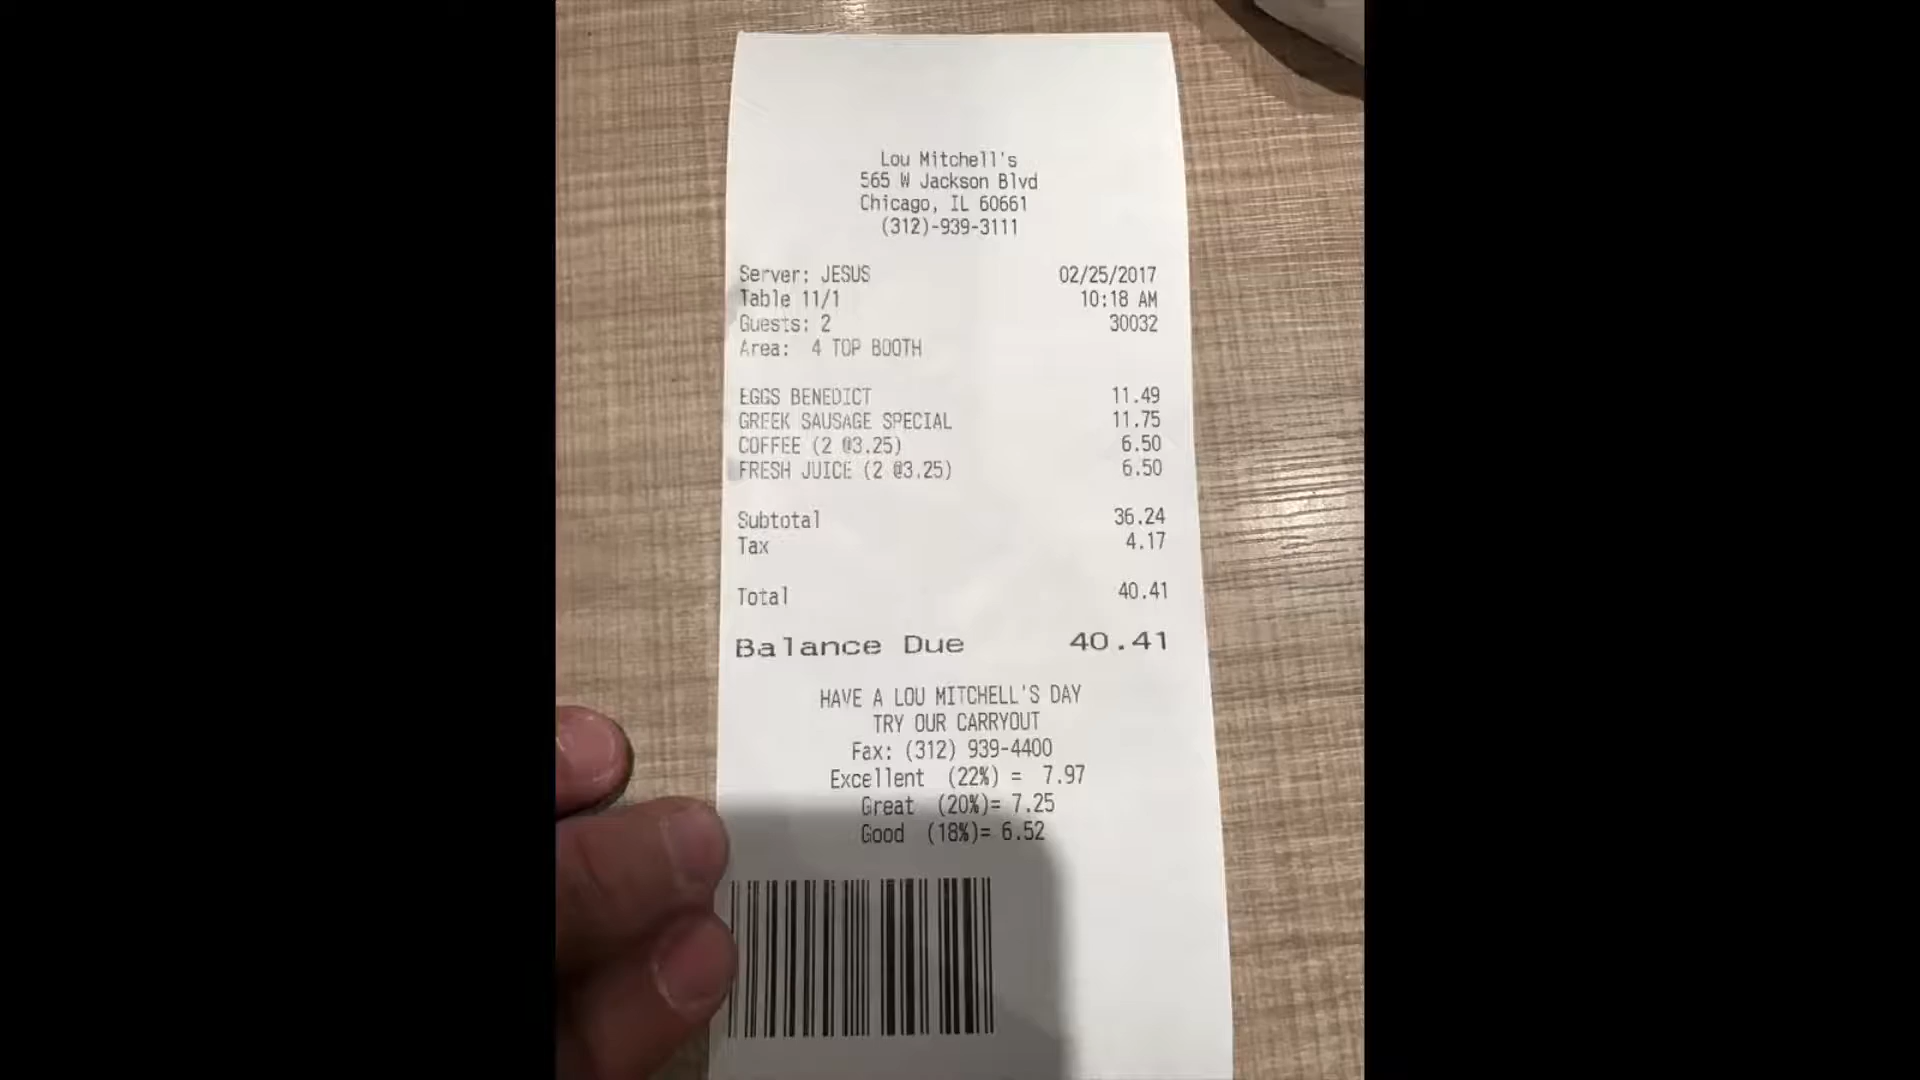 Lou Mitchell's
565 W Jackson Blvd
Chicago, IL 60661
(312)-939-3111
Server: JESUS 02/25/2017
Table 11/1 10:18 AM
Guests: 2 30032
Area: 4 TOP BOOTH
EGGS BENEDICT 11.49
GREEK SAUSAGE SPECIAL 11.75
COFFEE (2 @3.25) 6.50
FRESH JUICE (2 @3.25) 6.50
Subtotal 36.24
Tax 4.17
Total 40.41
Balance Due 40.41
HAVE A LOU MITCHELL'S DAY
TRY OUR CARRYOUT
Fax: (312) 939-4400
Excellent (22%) = 7.97
Great (20%)= 7.25
Good (18%)= 6.52